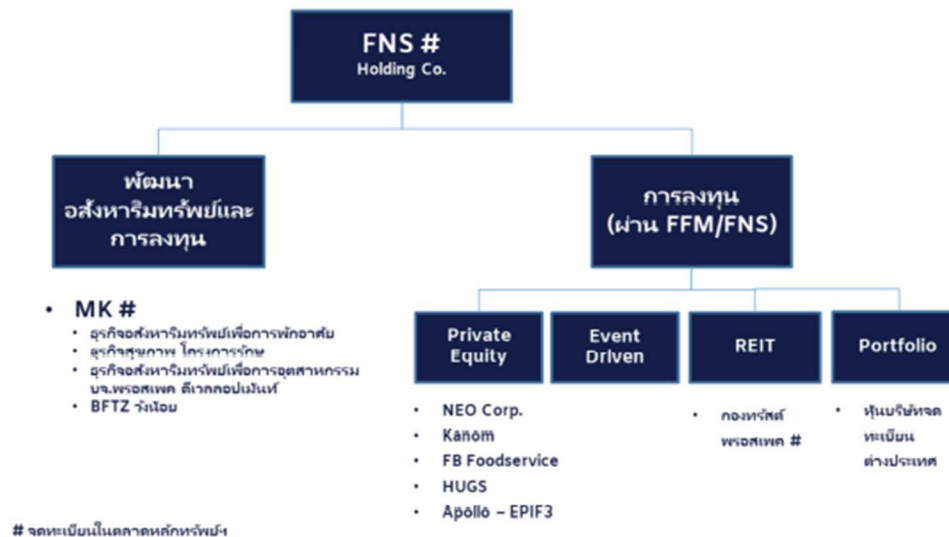 FNS #
Holding Co.
พัฒนา
อสังหาริมทรัพย์และ
การลงทุน
การลงทุน
(ผ่าน FFM/FNS)
• MK #
• ธุรกิจอสังหาริมทรัพย์เพื่อการพักอาศัย
• ธุรกิจสุขภาพ โครงการรักษ
• ธุรกิจอสังหาริมทรัพย์เพื่อการอุตสาหกรรม
บจ.พรอสเพค ดีเวลลอปเม้นท์
• BFTZ วังน้อย
Private
Equity
Event
Driven
REIT
Portfolio
• NEO Corp.
• Kanom
• FB Foodservice
• HUGS
• Apollo – EPIF3
• กองทรัสต์
พรอสเพค #
• หุ้นบริษัทจด
ทะเบียน
ต่างประเทศ
# จดทะเบียนในตลาดหลักทรัพย์ฯ